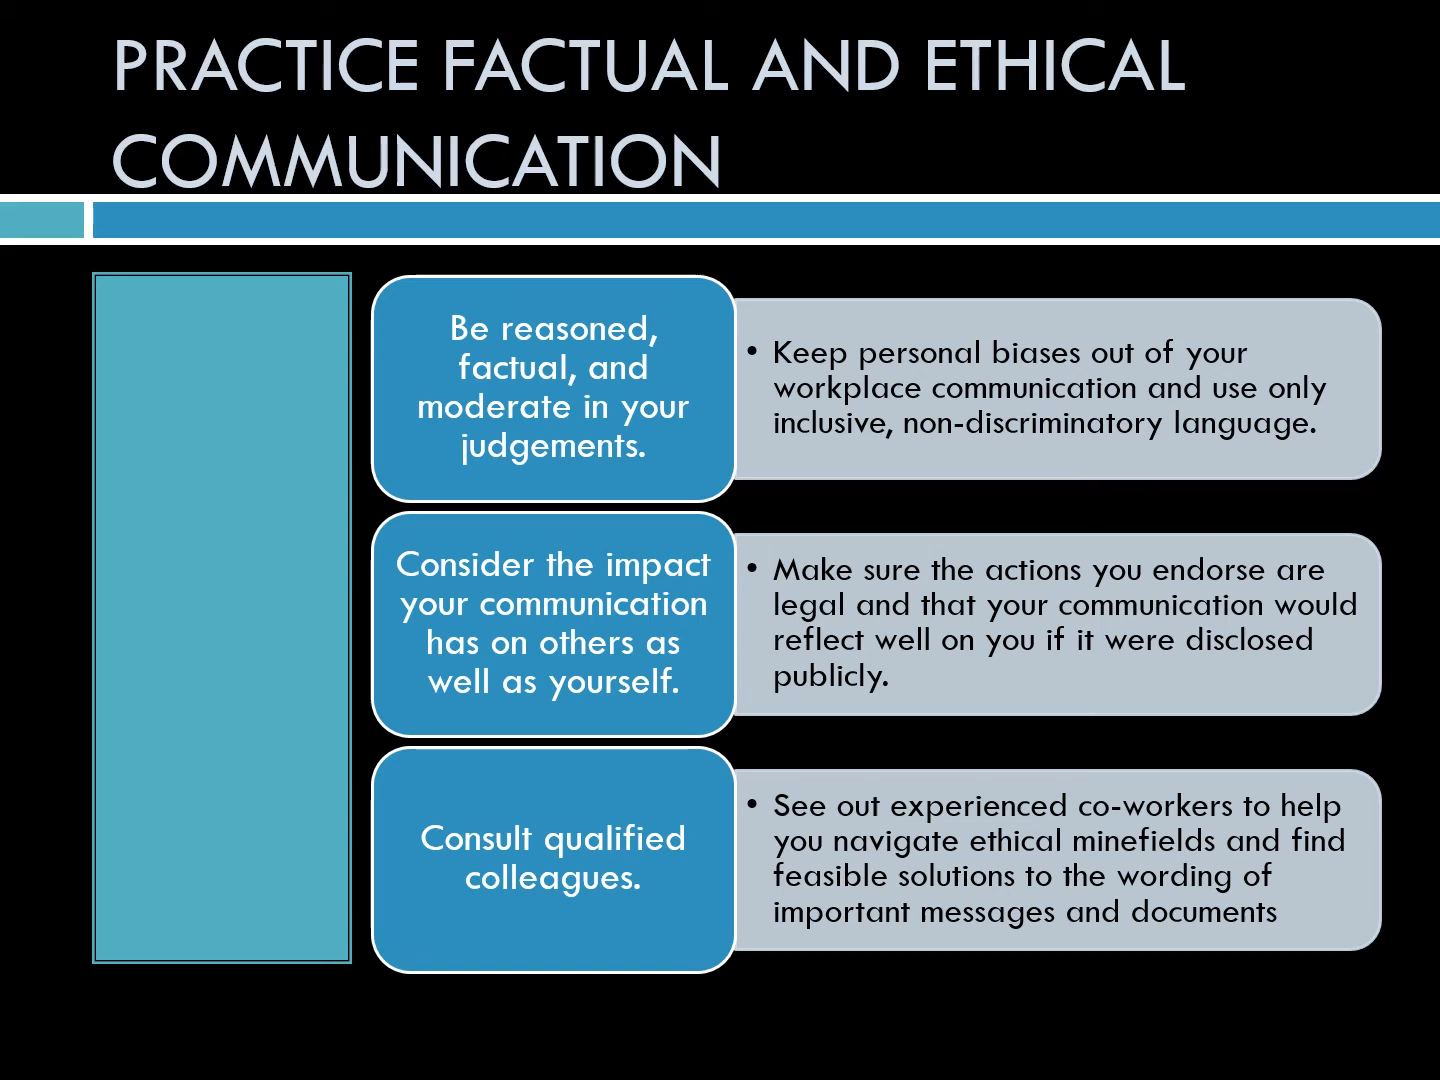 PRACTICE FACTUAL AND ETHICAL
COMMUNICATION
Be reasoned,
factual, and
moderate in your
judgements.
• Keep personal biases out of your
workplace communication and use only
inclusive, non-discriminatory language.
Consider the impact
your communication
has on others as
well as yourself.
• Make sure the actions you endorse are
legal and that your communication would
reflect well on you if it were disclosed
publicly.
Consult qualified
colleagues.
• See out experienced co-workers to help
you navigate ethical minefields and find
feasible solutions to the wording of
important messages and documents